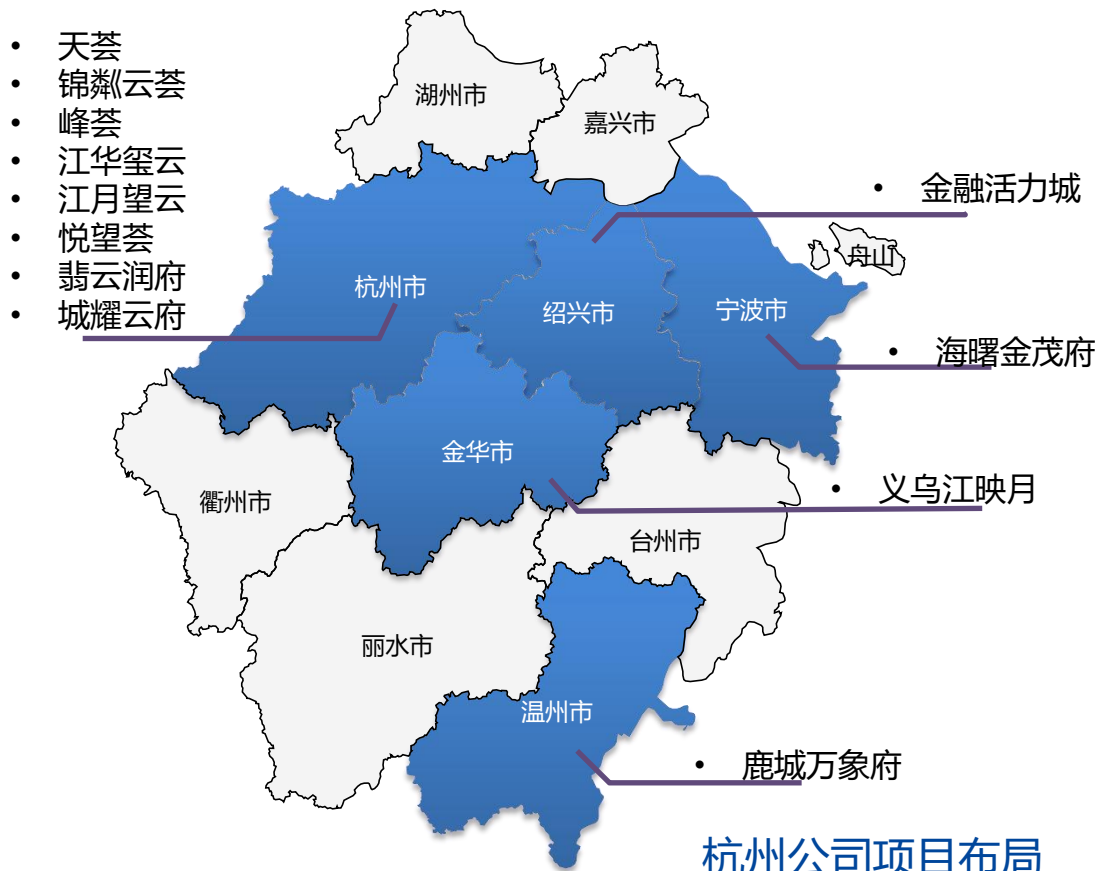 • 天荟
• 锦粼云荟
• 峰荟
• 江华玺云
• 江月望云
• 悦望荟
• 翡云润府
• 城耀云府
湖州市
嘉兴市
• 金融活力城
舟山
杭州市
绍兴市
宁波市
• 海曙金茂府
金华市
• 义乌江映月
衢州市
台州市
丽水市
温州市
• 鹿城万象府
杭州公司项目布局